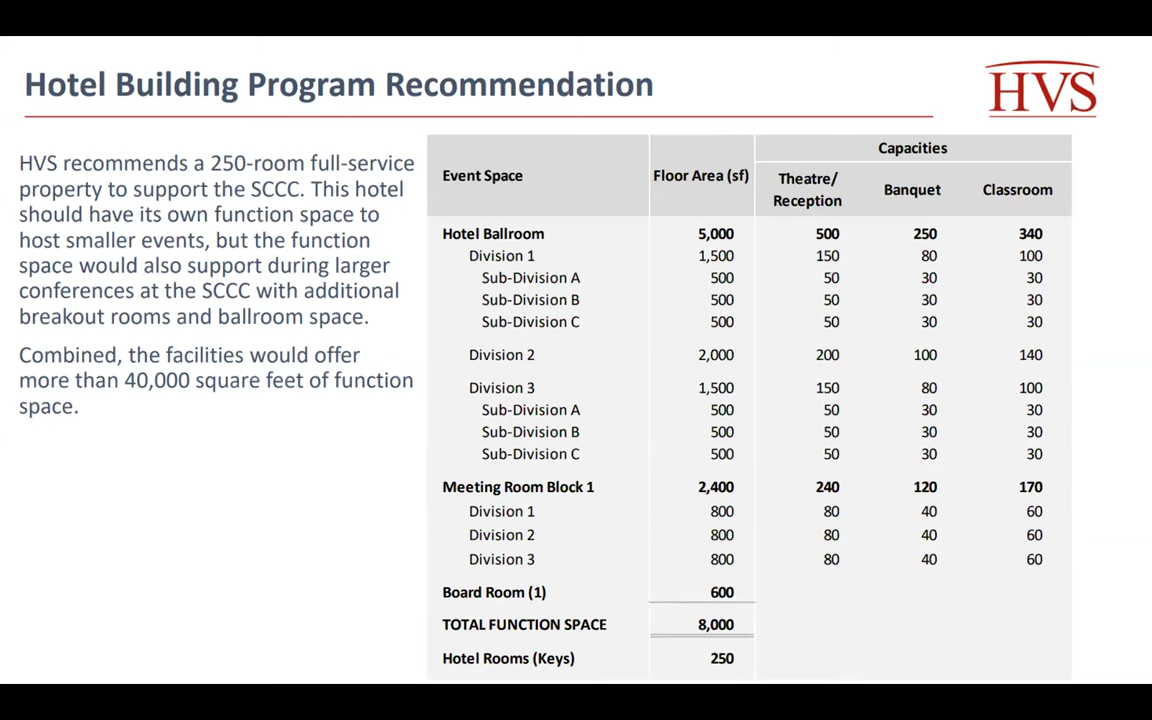 Hotel Building Program Recommendation
HVS
HVS recommends a 250-room full-service
property to support the SCCC. This hotel
should have its own function space to
host smaller events, but the function
space would also support during larger
conferences at the SCCC with additional
breakout rooms and ballroom space.
Combined, the facilities would offer
more than 40,000 square feet of function
space.
Capacities
Event Space Floor Area (sf) Theatre/ Reception Banquet Classroom
Hotel Ballroom 5,000 500 250 340
Division 1 1,500 150 80 100
Sub-Division A 500 50 30 30
Sub-Division B 500 50 30 30
Sub-Division C 500 50 30 30
Division 2 2,000 200 100 140
Division 3 1,500 150 80 100
Sub-Division A 500 50 30 30
Sub-Division B 500 50 30 30
Sub-Division C 500 50 30 30
Meeting Room Block 1 2,400 240 120 170
Division 1 800 80 40 60
Division 2 800 80 40 60
Division 3 800 80 40 60
Board Room (1) 600
TOTAL FUNCTION SPACE 8,000
Hotel Rooms (Keys) 250